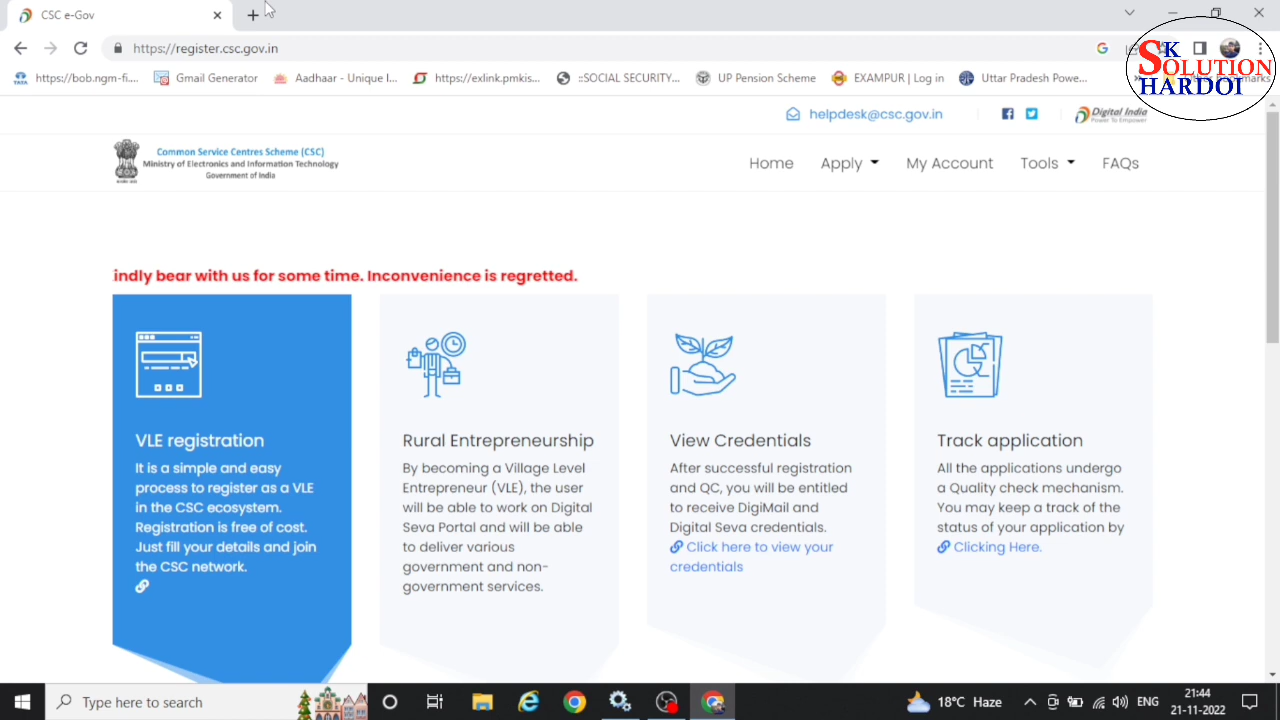 CSC e-Gov
https://register.csc.gov.in
https://bob.ngm-fi....
Gmail Generator
Aadhaar - Unique I...
https://exlink.pmkis...
::SOCIAL SECURITY...
UP Pension Scheme
EXAMPUR | Log in
Uttar Pradesh Powe...
SK
SOLUTION
HARDOI
helpdesk@csc.gov.in
Digital India
Power To Empower
Common Service Centres Scheme (CSC)
Ministry of Electronics and Information Technology
Government of India
Home
Apply
My Account
Tools
FAQs
indly bear with us for some time. Inconvenience is regretted.
VLE registration
It is a simple and easy
process to register as a VLE
in the CSC ecosystem.
Registration is free of cost.
Just fill your details and join
the CSC network.
Rural Entrepreneurship
By becoming a Village Level
Entrepreneur (VLE), the user
will be able to work on Digital
Seva Portal and will be able
to deliver various
government and non-
government services.
View Credentials
After successful registration
and QC, you will be entitled
to receive DigiMail and
Digital Seva credentials.
Click here to view your
credentials
Track application
All the applications undergo
a Quality check mechanism.
You may keep a track of the
status of your application by
Clicking Here.
Type here to search
18°C Haze
ENG
21:44
21-11-2022